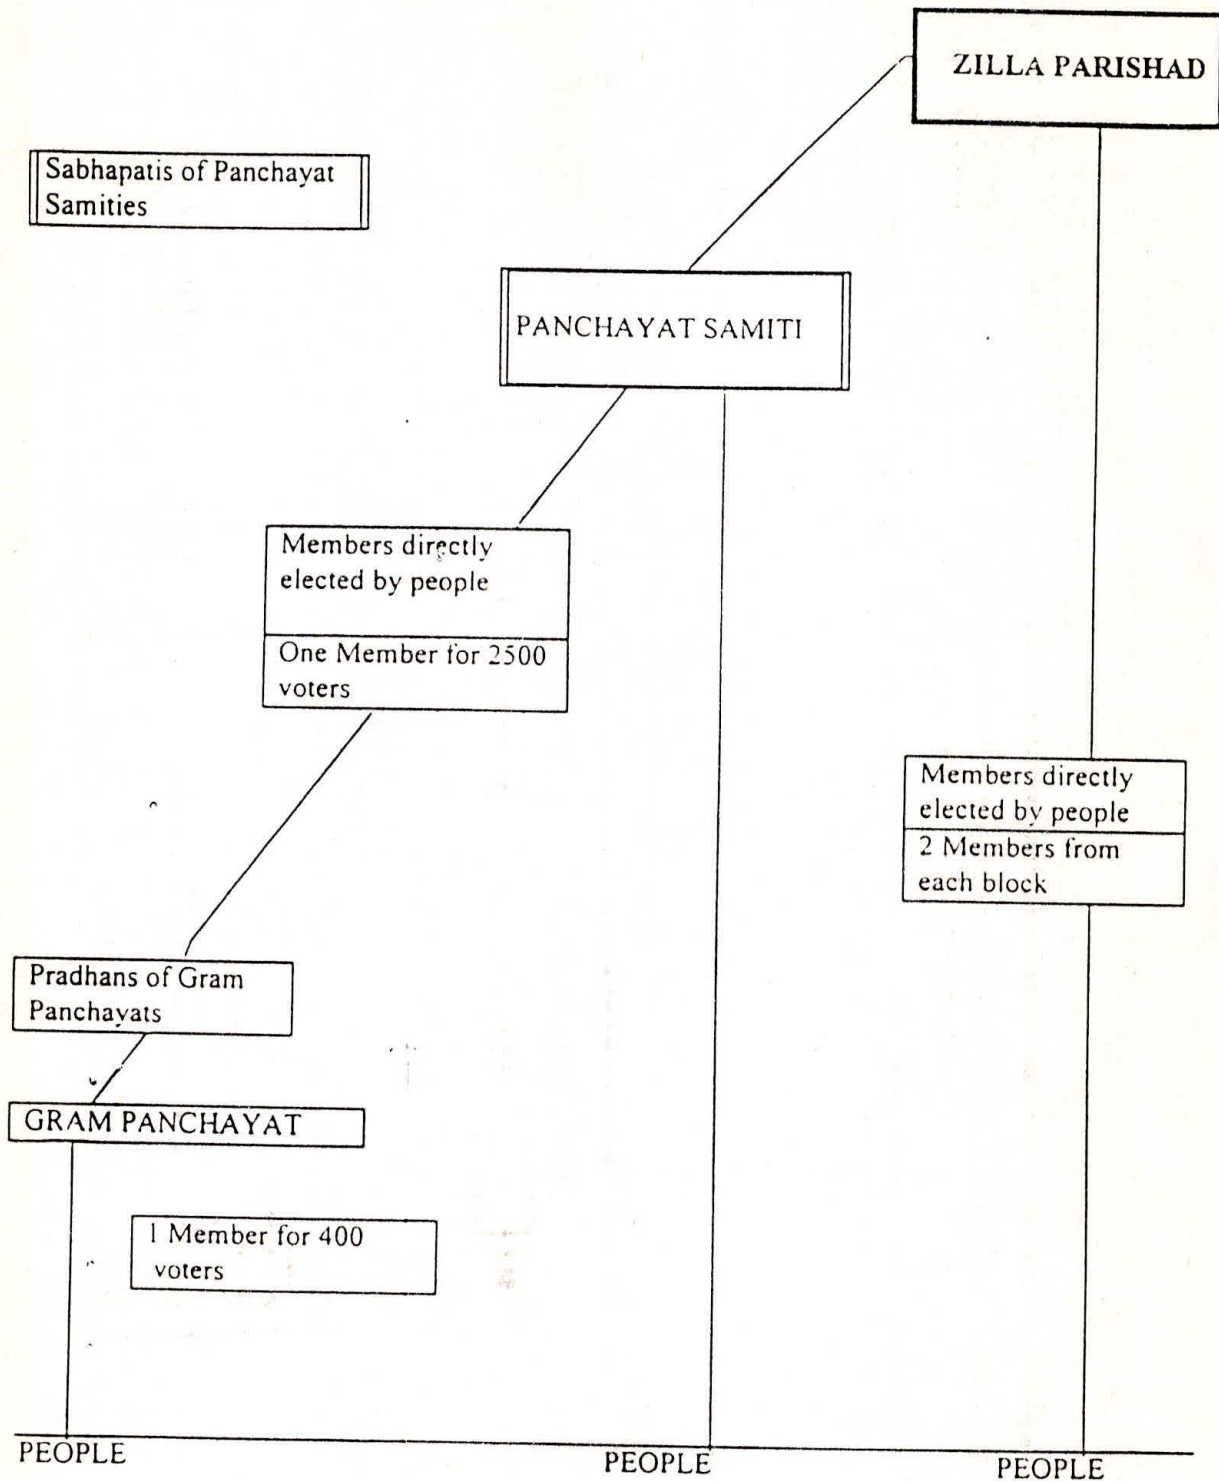 ZILLA PARISHAD
Sabhapatis of Panchayat
Samities
PANCHAYAT SAMITI
Members directly
elected by people
One Member for 2500
voters
Members directly
elected by people
2 Members from
each block
Pradhans of Gram
Panchayats
GRAM PANCHAYAT
1 Member for 400
voters
PEOPLE
PEOPLE
PEOPLE